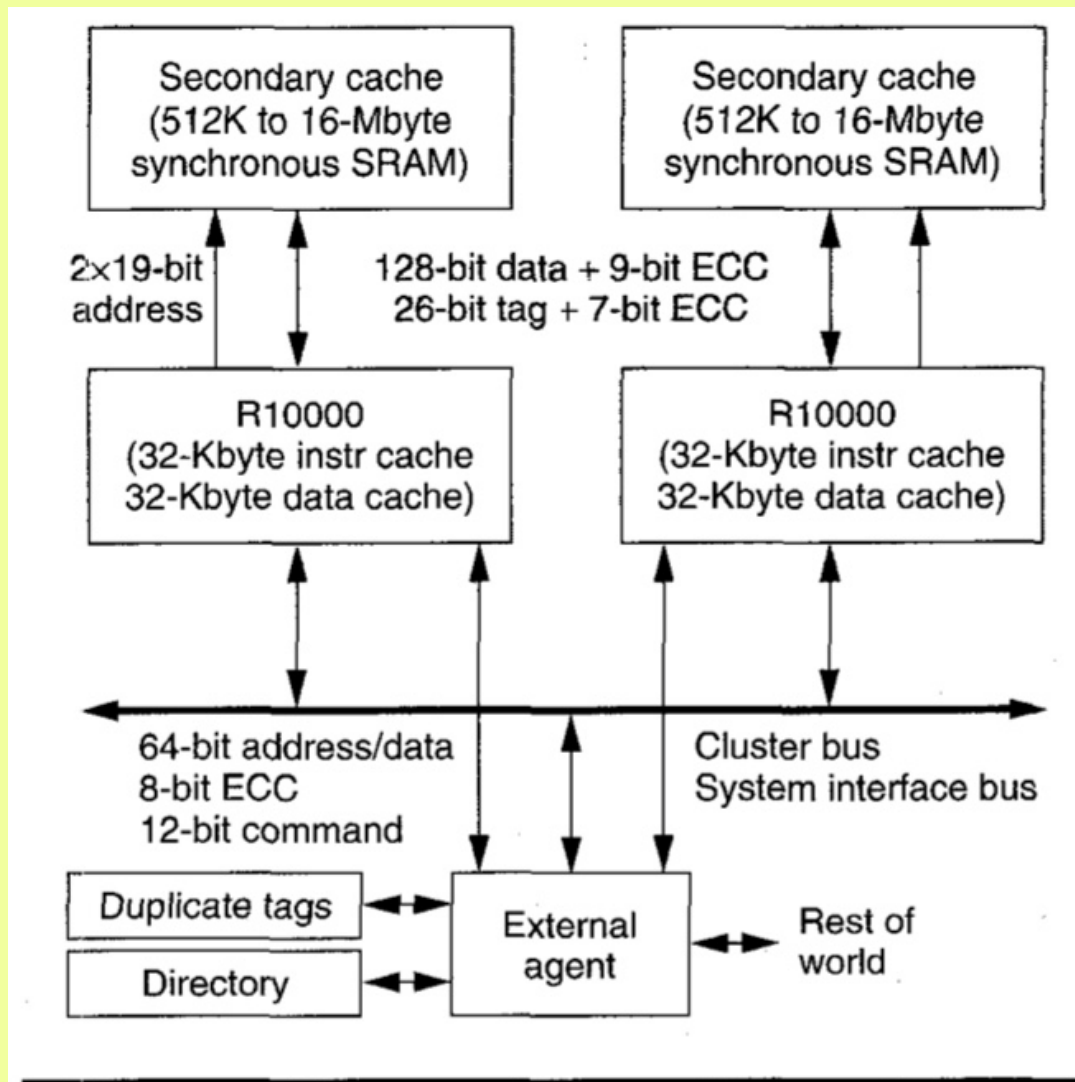 Secondary cache
(512K to 16-Mbyte
synchronous SRAM)
Secondary cache
(512K to 16-Mbyte
synchronous SRAM)
2×19-bit
address
128-bit data + 9-bit ECC
26-bit tag + 7-bit ECC
R10000
(32-Kbyte instr cache
32-Kbyte data cache)
R10000
(32-Kbyte instr cache
32-Kbyte data cache)
64-bit address/data
8-bit ECC
12-bit command
Cluster bus
System interface bus
Duplicate tags
Directory
External
agent
Rest of
world